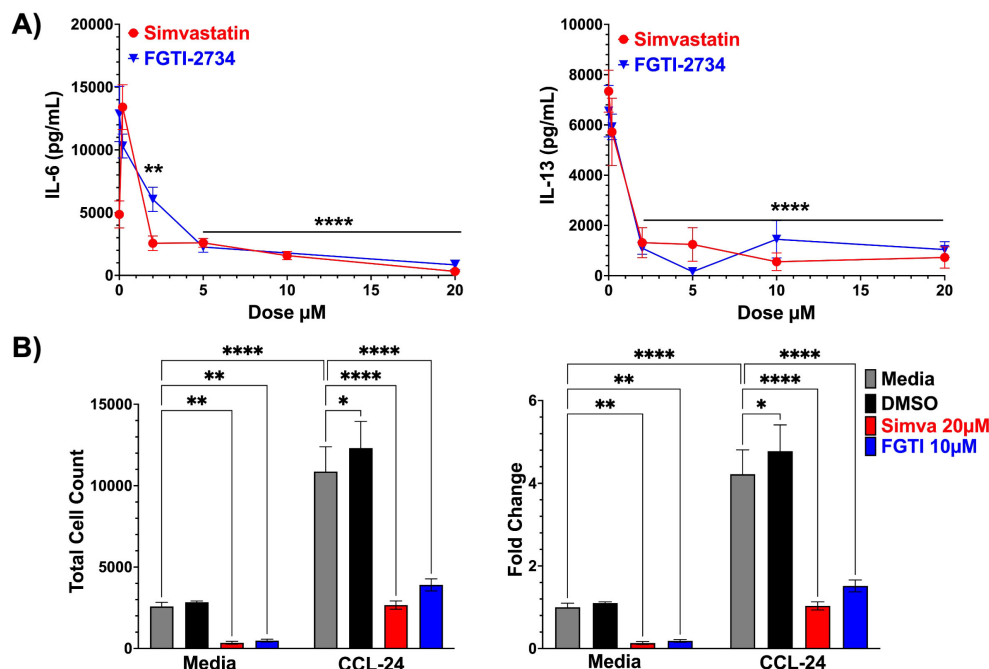 A)
Simvastatin
FGTI-2734
IL-6 (pg/mL)
20000
15000
10000
5000
0
**
****
0
5
10
15
20
Dose µM
Simvastatin
FGTI-2734
IL-13 (pg/mL)
10000
8000
6000
4000
2000
0
****
0
5
10
15
20
Dose µM
B)
****
****
**
****
**
*
Total Cell Count
15000
10000
5000
0
Media
CCL-24
****
****
**
****
**
*
Fold Change
6
4
2
0
Media
CCL-24
Media
DMSO
Simva 20µM
FGTI 10µM